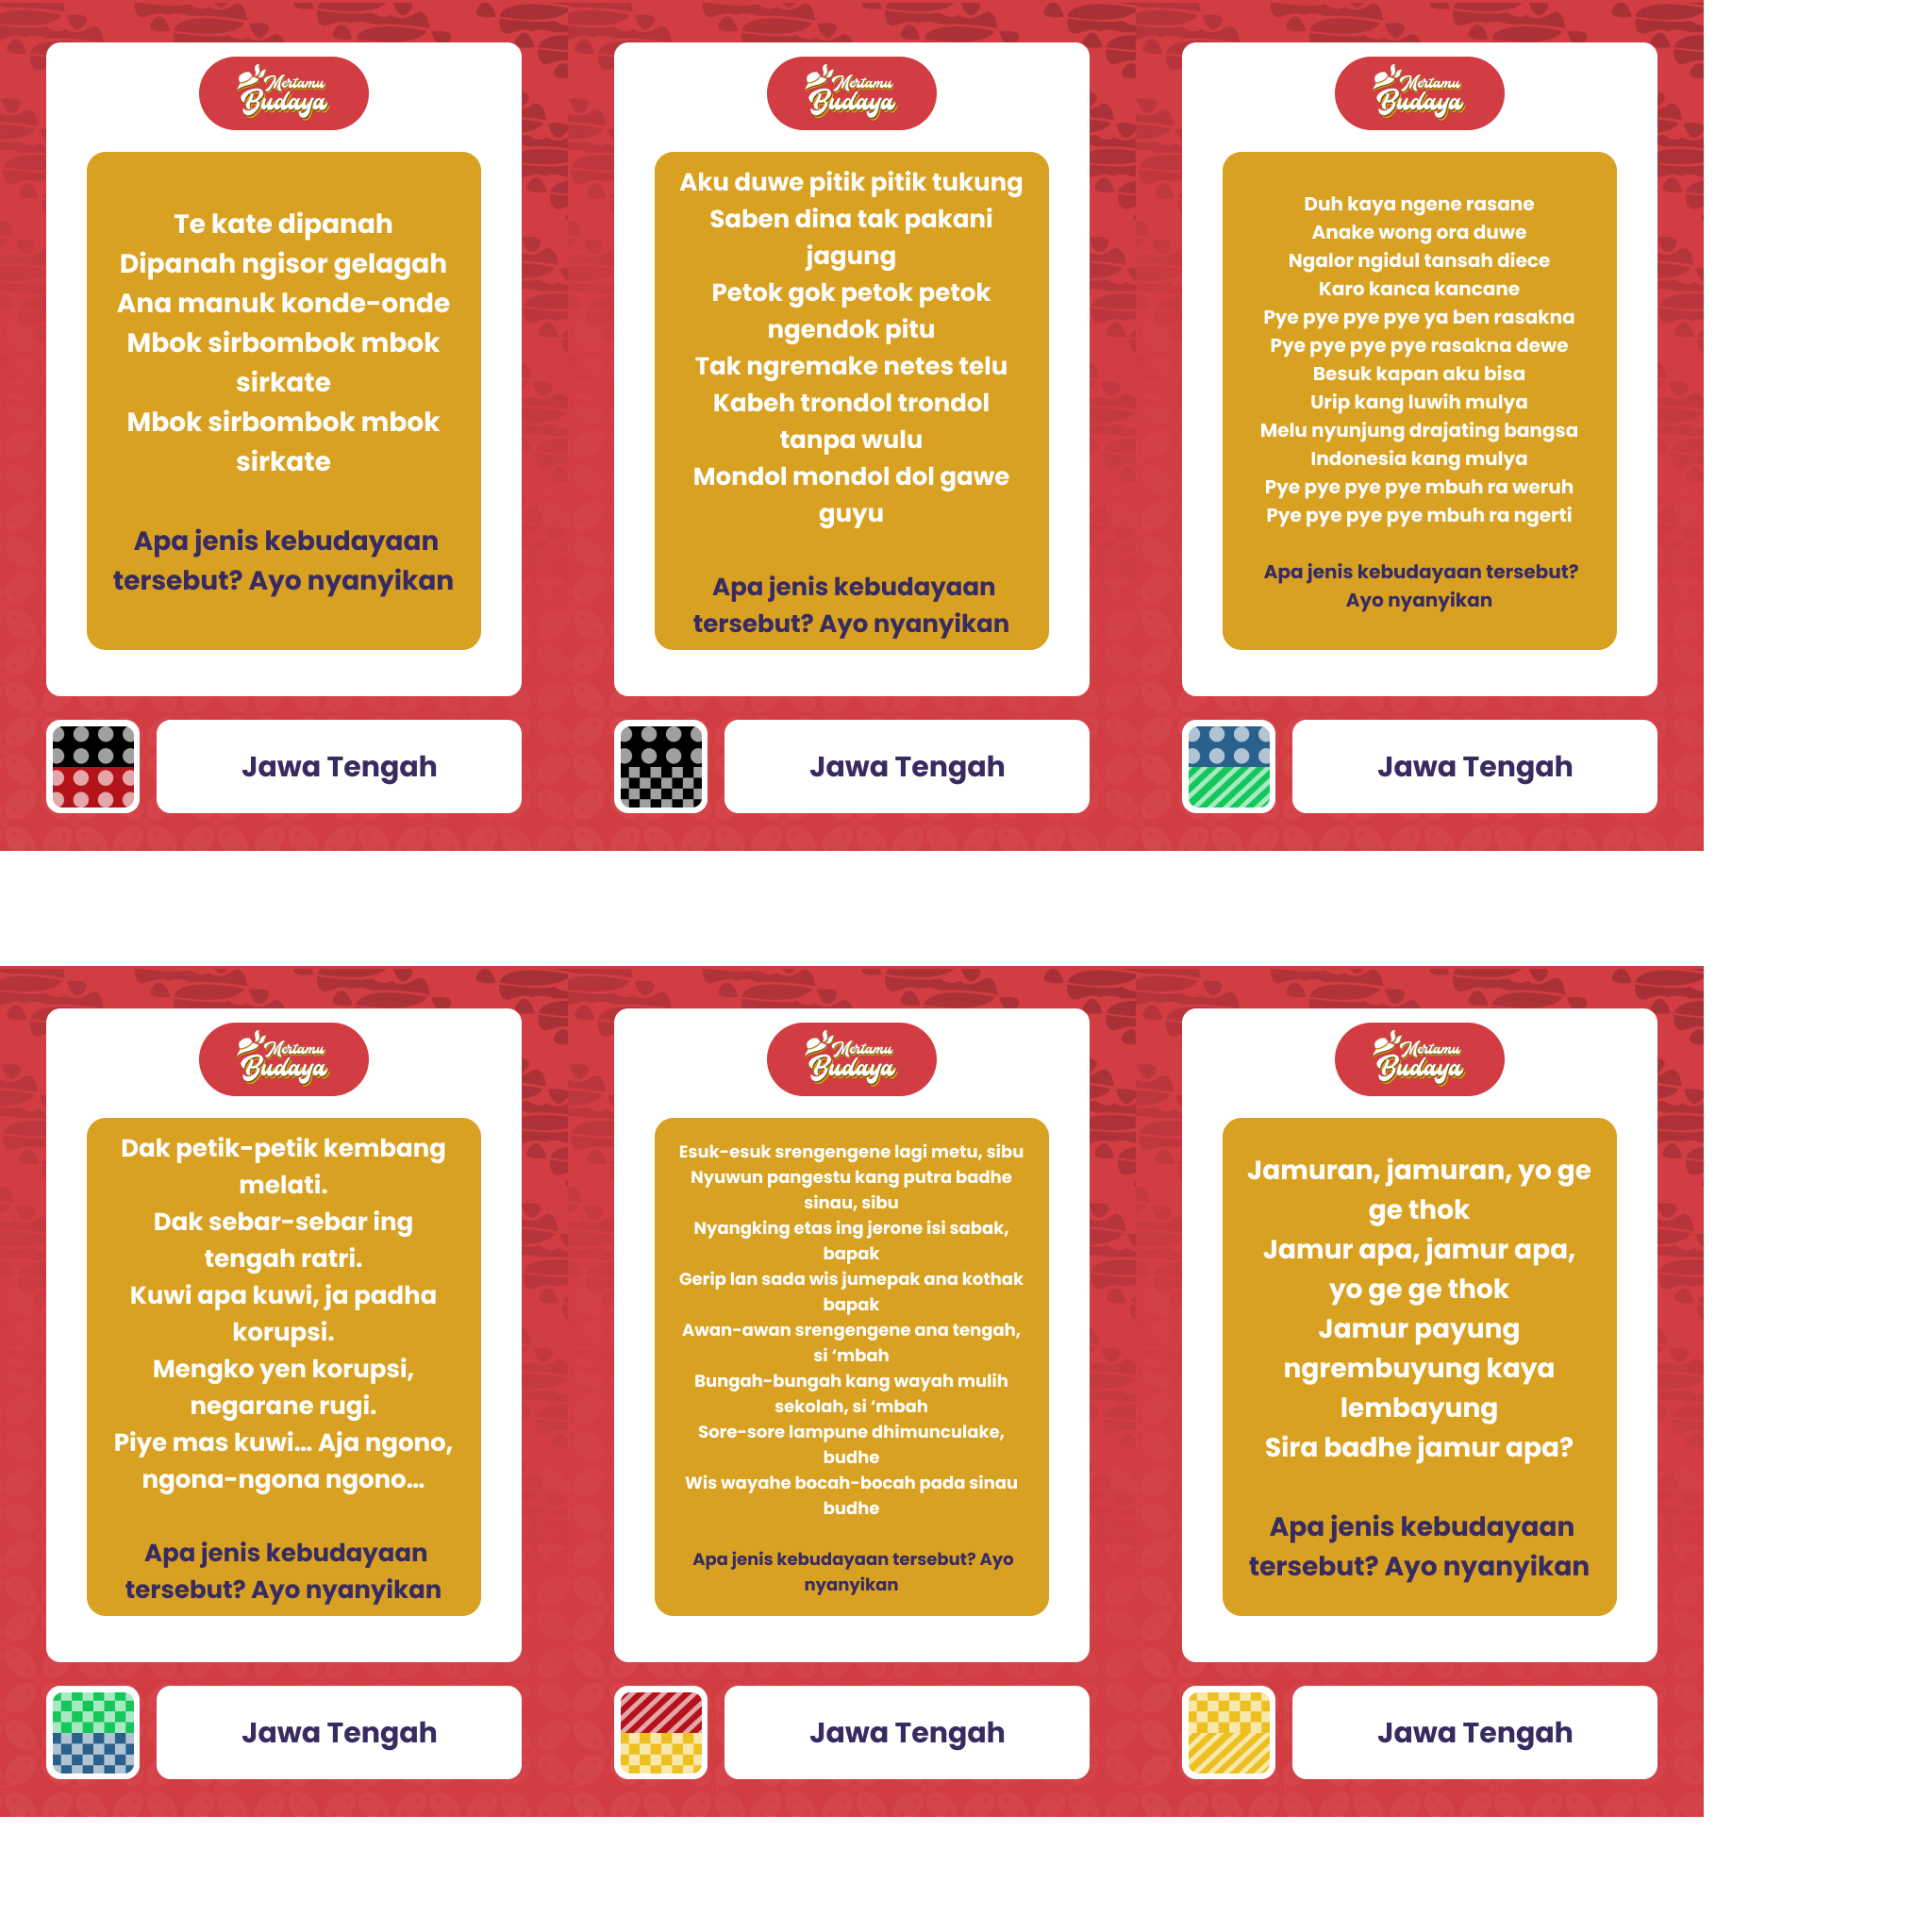 Mertamu
Budaya
Te kate dipanah
Dipanah ngisor gelagah
Ana manuk konde-onde
Mbok sirbombok mbok
sirkate
Mbok sirbombok mbok
sirkate
Apa jenis kebudayaan
tersebut? Ayo nyanyikan
Jawa Tengah
Mertamu
Budaya
Aku duwe pitik pitik tukung
Saben dina tak pakani
jagung
Petok gok petok petok
ngendok pitu
Tak ngremake netes telu
Kabeh trondol trondol
tanpa wulu
Mondol mondol dol gawe
guyu
Apa jenis kebudayaan
tersebut? Ayo nyanyikan
Jawa Tengah
Mertamu
Budaya
Duh kaya ngene rasane
Anake wong ora duwe
Ngalor ngidul tansah diece
Karo kanca kancane
Pye pye pye pye ya ben rasakna
Pye pye pye pye rasakna dewe
Besuk kapan aku bisa
Urip kang luwih mulya
Melu nyunjung drajating bangsa
Indonesia kang mulya
Pye pye pye pye mbuh ra weruh
Pye pye pye pye mbuh ra ngerti
Apa jenis kebudayaan tersebut?
Ayo nyanyikan
Jawa Tengah
Mertamu
Budaya
Dak petik-petik kembang
melati.
Dak sebar-sebar ing
tengah ratri.
Kuwi apa kuwi, ja padha
korupsi.
Mengko yen korupsi,
negarane rugi.
Piye mas kuwi... Aja ngono,
ngona-ngona ngono...
Apa jenis kebudayaan
tersebut? Ayo nyanyikan
Jawa Tengah
Mertamu
Budaya
Esuk-esuk srengengene lagi metu, sibu
Nyuwun pangestu kang putra badhe
sinau, sibu
Nyangking etas ing jerone isi sabak,
bapak
Gerip lan sada wis jumepak ana kothak
bapak
Awan-awan srengengene ana tengah,
si ‘mbah
Bungah-bungah kang wayah mulih
sekolah, si ‘mbah
Sore-sore lampune dhimunculake,
budhe
Wis wayahe bocah-bocah pada sinau
budhe
Apa jenis kebudayaan tersebut? Ayo
nyanyikan
Jawa Tengah
Mertamu
Budaya
Jamuran, jamuran, yo ge
ge thok
Jamur apa, jamur apa,
yo ge ge thok
Jamur payung
ngrembuyung kaya
lembayung
Sira badhe jamur apa?
Apa jenis kebudayaan
tersebut? Ayo nyanyikan
Jawa Tengah